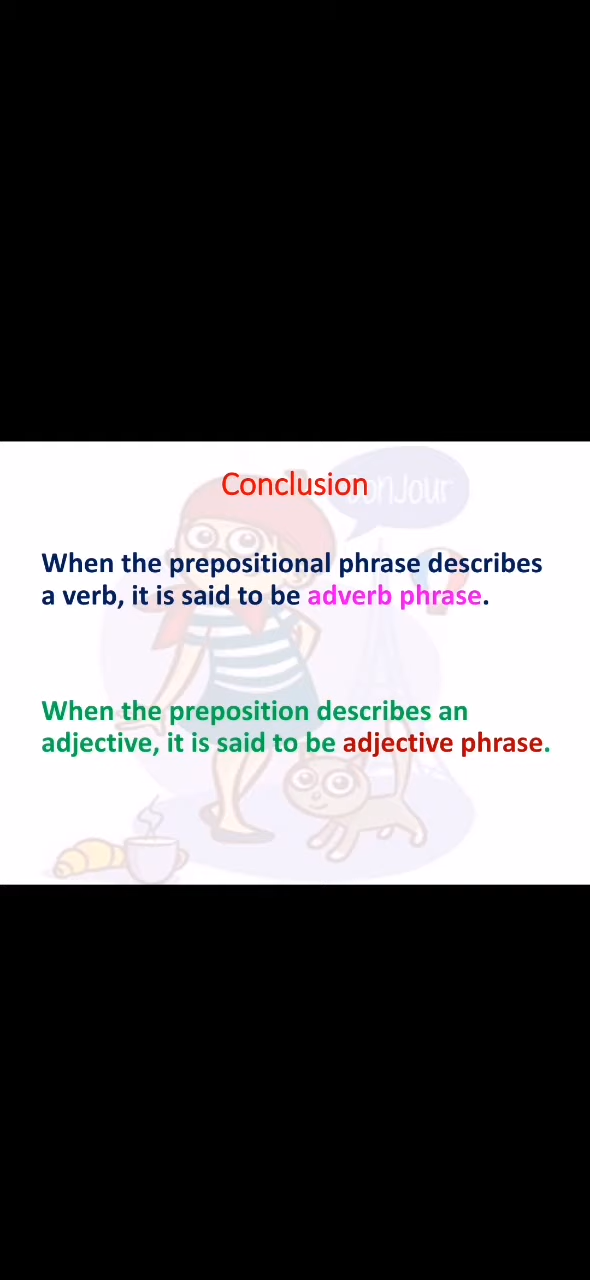 Conclusion
BonJour
When the prepositional phrase describes
a verb, it is said to be adverb phrase.
When the preposition describes an
adjective, it is said to be adjective phrase.